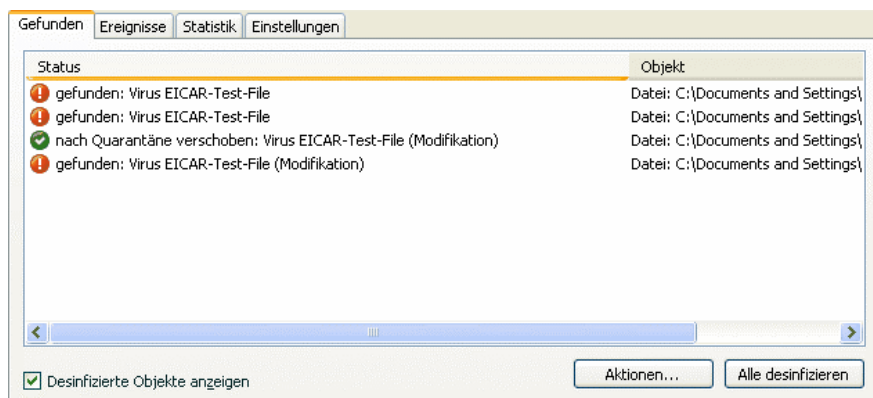 Gefunden Ereignisse Statistik Einstellungen
Status Objekt
gefunden: Virus EICAR-Test-File Datei: C:\Documents and Settings\
gefunden: Virus EICAR-Test-File Datei: C:\Documents and Settings\
nach Quarantäne verschoben: Virus EICAR-Test-File (Modifikation) Datei: C:\Documents and Settings\
gefunden: Virus EICAR-Test-File (Modifikation) Datei: C:\Documents and Settings\
Desinfizierte Objekte anzeigen Aktionen... Alle desinfizieren